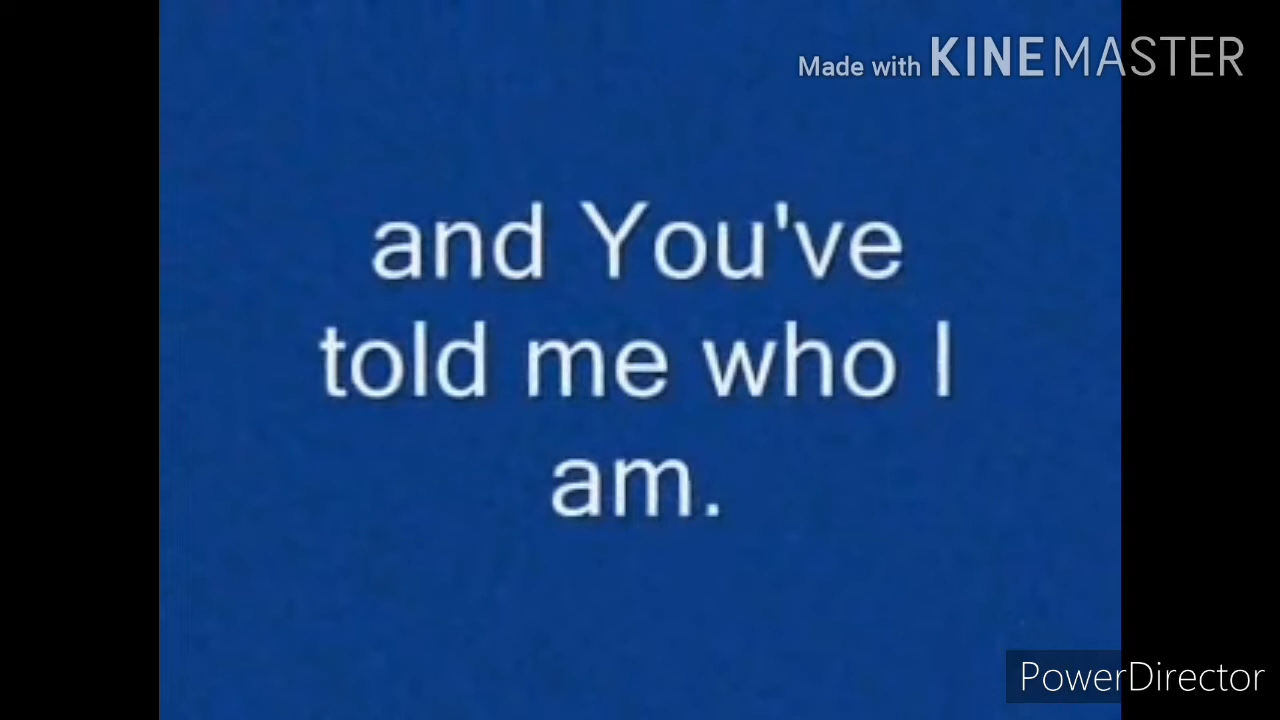 Made with KINEMASTER
and You've
told me who I
am.
PowerDirector